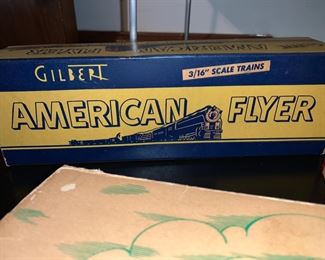 GILBERT
3/16" SCALE TRAINS
AMERICAN FLYER